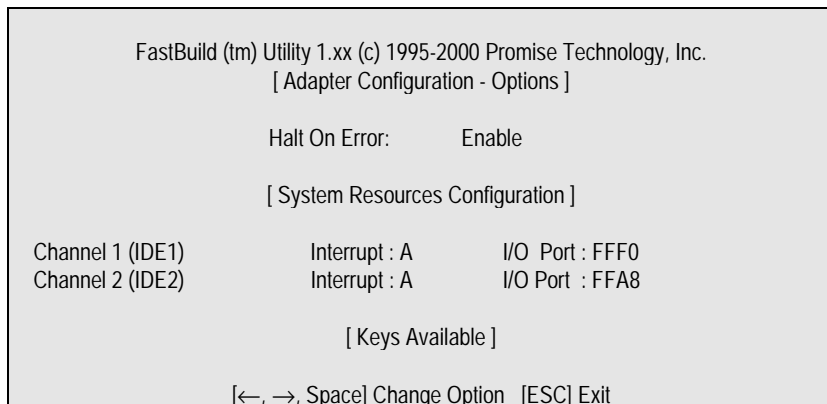 FastBuild (tm) Utility 1.xx (c) 1995-2000 Promise Technology, Inc.
[ Adapter Configuration - Options ]
Halt On Error: Enable
[ System Resources Configuration ]
Channel 1 (IDE1) Interrupt : A I/O Port : FFF0
Channel 2 (IDE2) Interrupt : A I/O Port : FFA8
[ Keys Available ]
[←, →, Space] Change Option [ESC] Exit